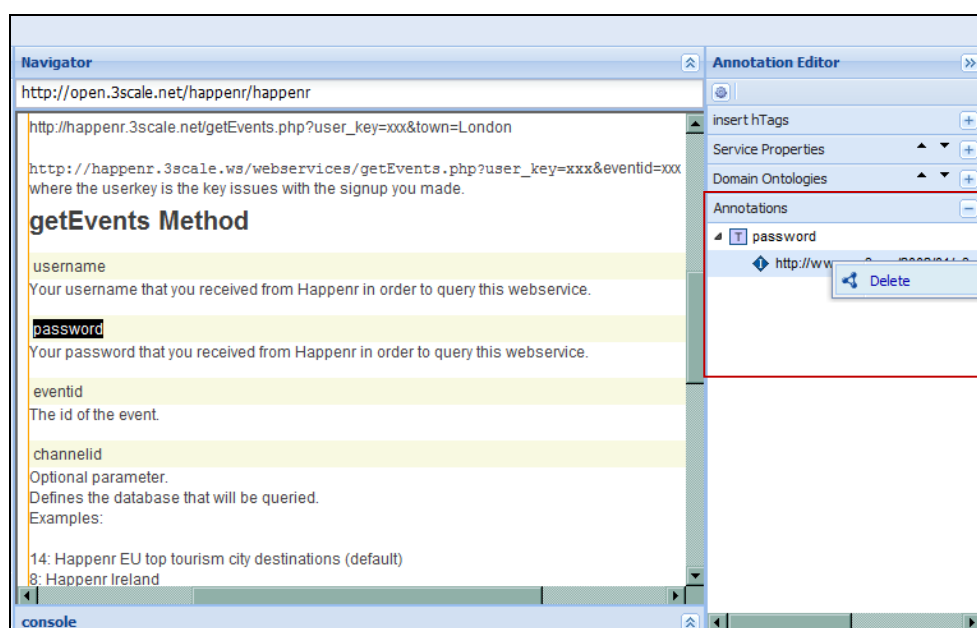 Navigator
http://open.3scale.net/happenr/happenr
http://happenr.3scale.net/getEvents.php?user_key=xxx&town=London
http://happenr.3scale.ws/webservices/getEvents.php?user_key=xxx&eventid=xxx
where the userkey is the key issues with the signup you made.
getEvents Method
username
Your username that you received from Happenr in order to query this webservice.
password
Your password that you received from Happenr in order to query this webservice.
eventid
The id of the event.
channelid
Optional parameter.
Defines the database that will be queried.
Examples:
14: Happenr EU top tourism city destinations (default)
8: Happenr Ireland
console
Annotation Editor
insert hTags
Service Properties
Domain Ontologies
Annotations
T password
I http://ww
Delete